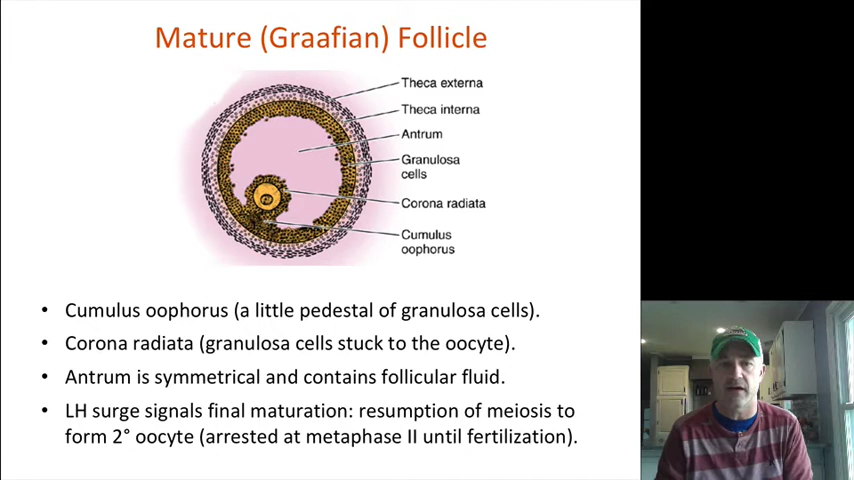 Mature (Graafian) Follicle
Theca externa
Theca interna
Antrum
Granulosa
cells
Corona radiata
Cumulus
oophorus
• Cumulus oophorus (a little pedestal of granulosa cells).
• Corona radiata (granulosa cells stuck to the oocyte).
• Antrum is symmetrical and contains follicular fluid.
• LH surge signals final maturation: resumption of meiosis to
form 2° oocyte (arrested at metaphase II until fertilization).